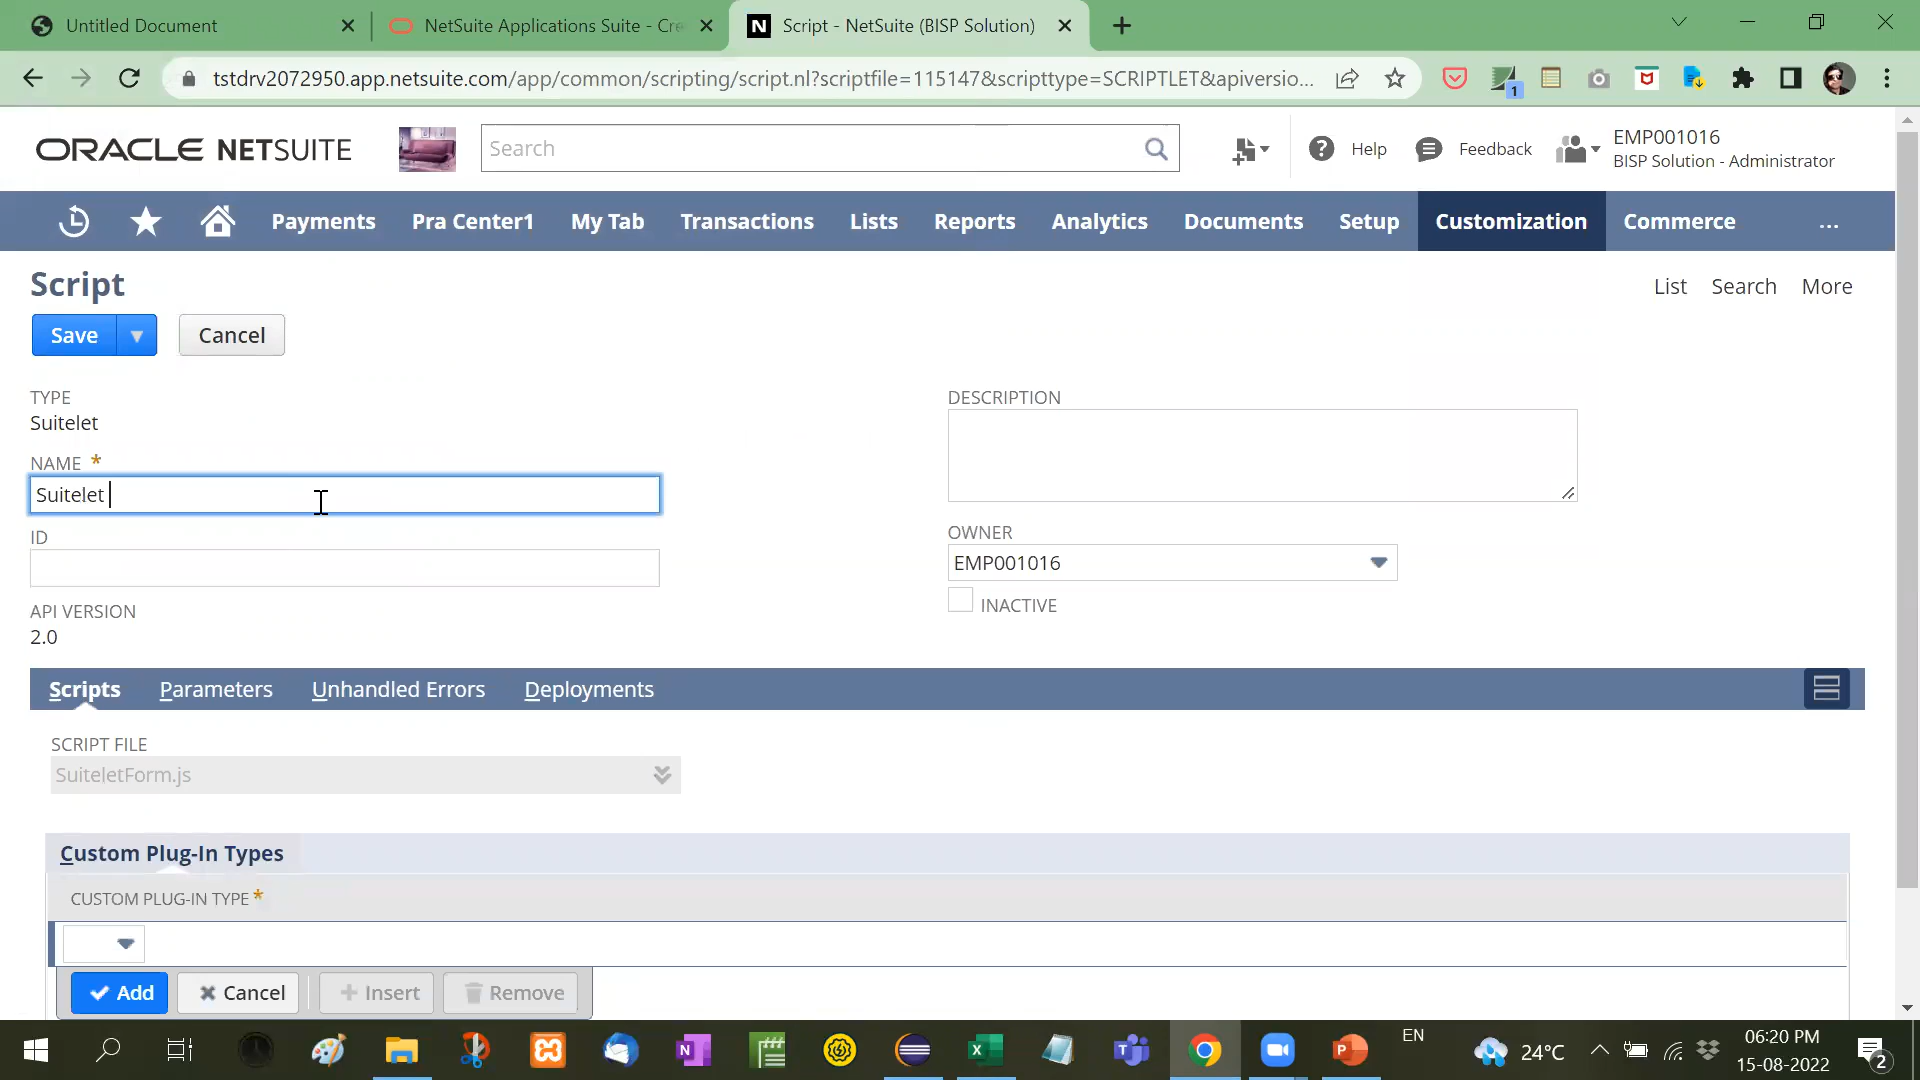 Untitled Document
NetSuite Applications Suite - Cre
N Script - NetSuite (BISP Solution)
tstdrv2072950.app.netsuite.com/app/common/scripting/script.nl?scriptfile=115147&scripttype=SCRIPTLET&apiversio...
1
ORACLE NETSUITE
Search
Help
Feedback
EMP001016
BISP Solution - Administrator
Payments
Pra Center1
My Tab
Transactions
Lists
Reports
Analytics
Documents
Setup
Customization
Commerce
...
Script
List
Search
More
Save
Cancel
TYPE
Suitelet
NAME *
Suitelet
ID
API VERSION
2.0
DESCRIPTION
OWNER
EMP001016
INACTIVE
Scripts
Parameters
Unhandled Errors
Deployments
SCRIPT FILE
SuiteletForm.js
Custom Plug-In Types
CUSTOM PLUG-IN TYPE *
Add
Cancel
Insert
Remove
EN
24°C
06:20 PM
15-08-2022
2